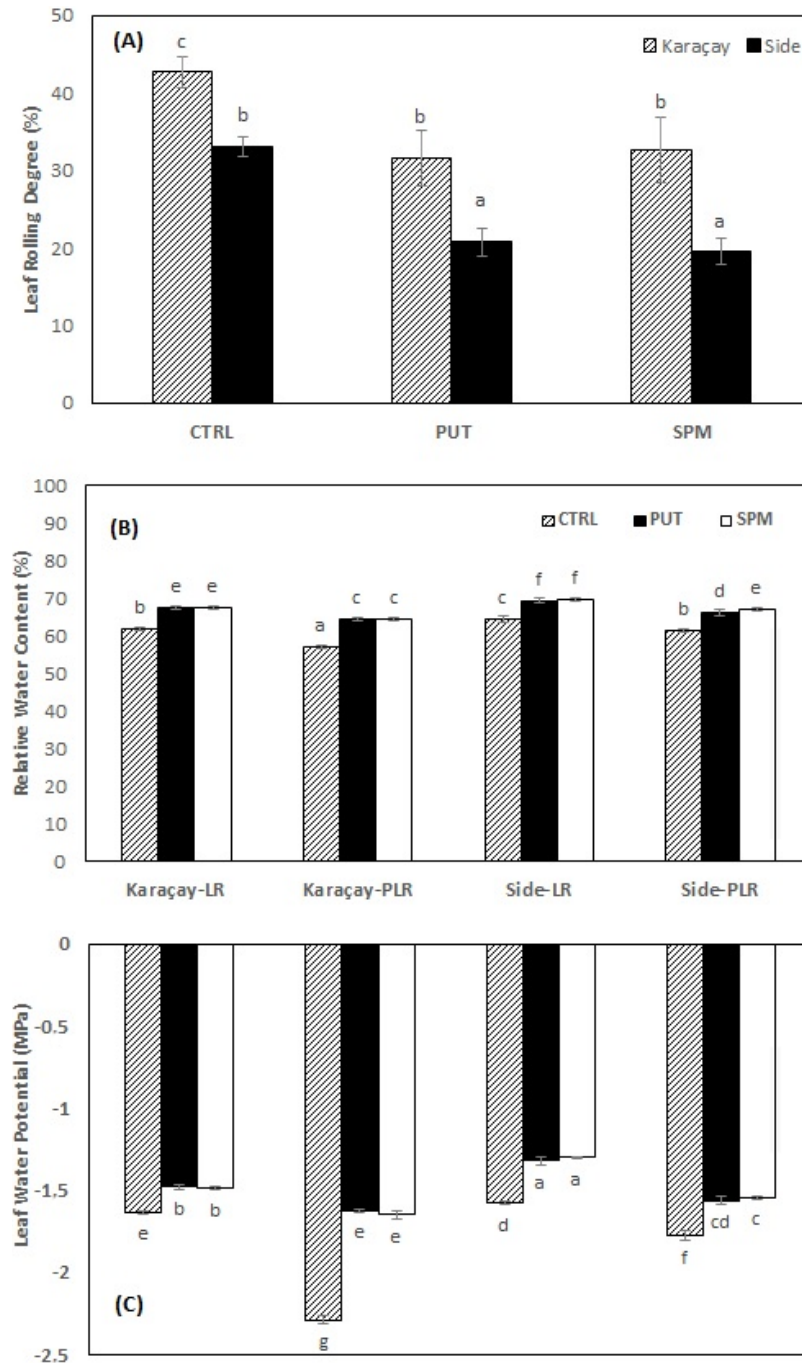 50
(A)
c
Karaçay
Side
40
b
b
b
30
a
a
20
10
0
Leaf Rolling Degree (%)
CTRL
PUT
SPM
100
90
(B)
CTRL
PUT
SPM
80
70
b
e
e
a
c
c
c
f
f
b
d
e
60
50
40
30
20
10
0
Relative Water Content (%)
Karaçay-LR
Karaçay-PLR
Side-LR
Side-PLR
0
-0.5
-1
-1.5
-2
-2.5
Leaf Water Potential (MPa)
e
b
b
g
e
e
d
a
a
f
cd
c
(C)